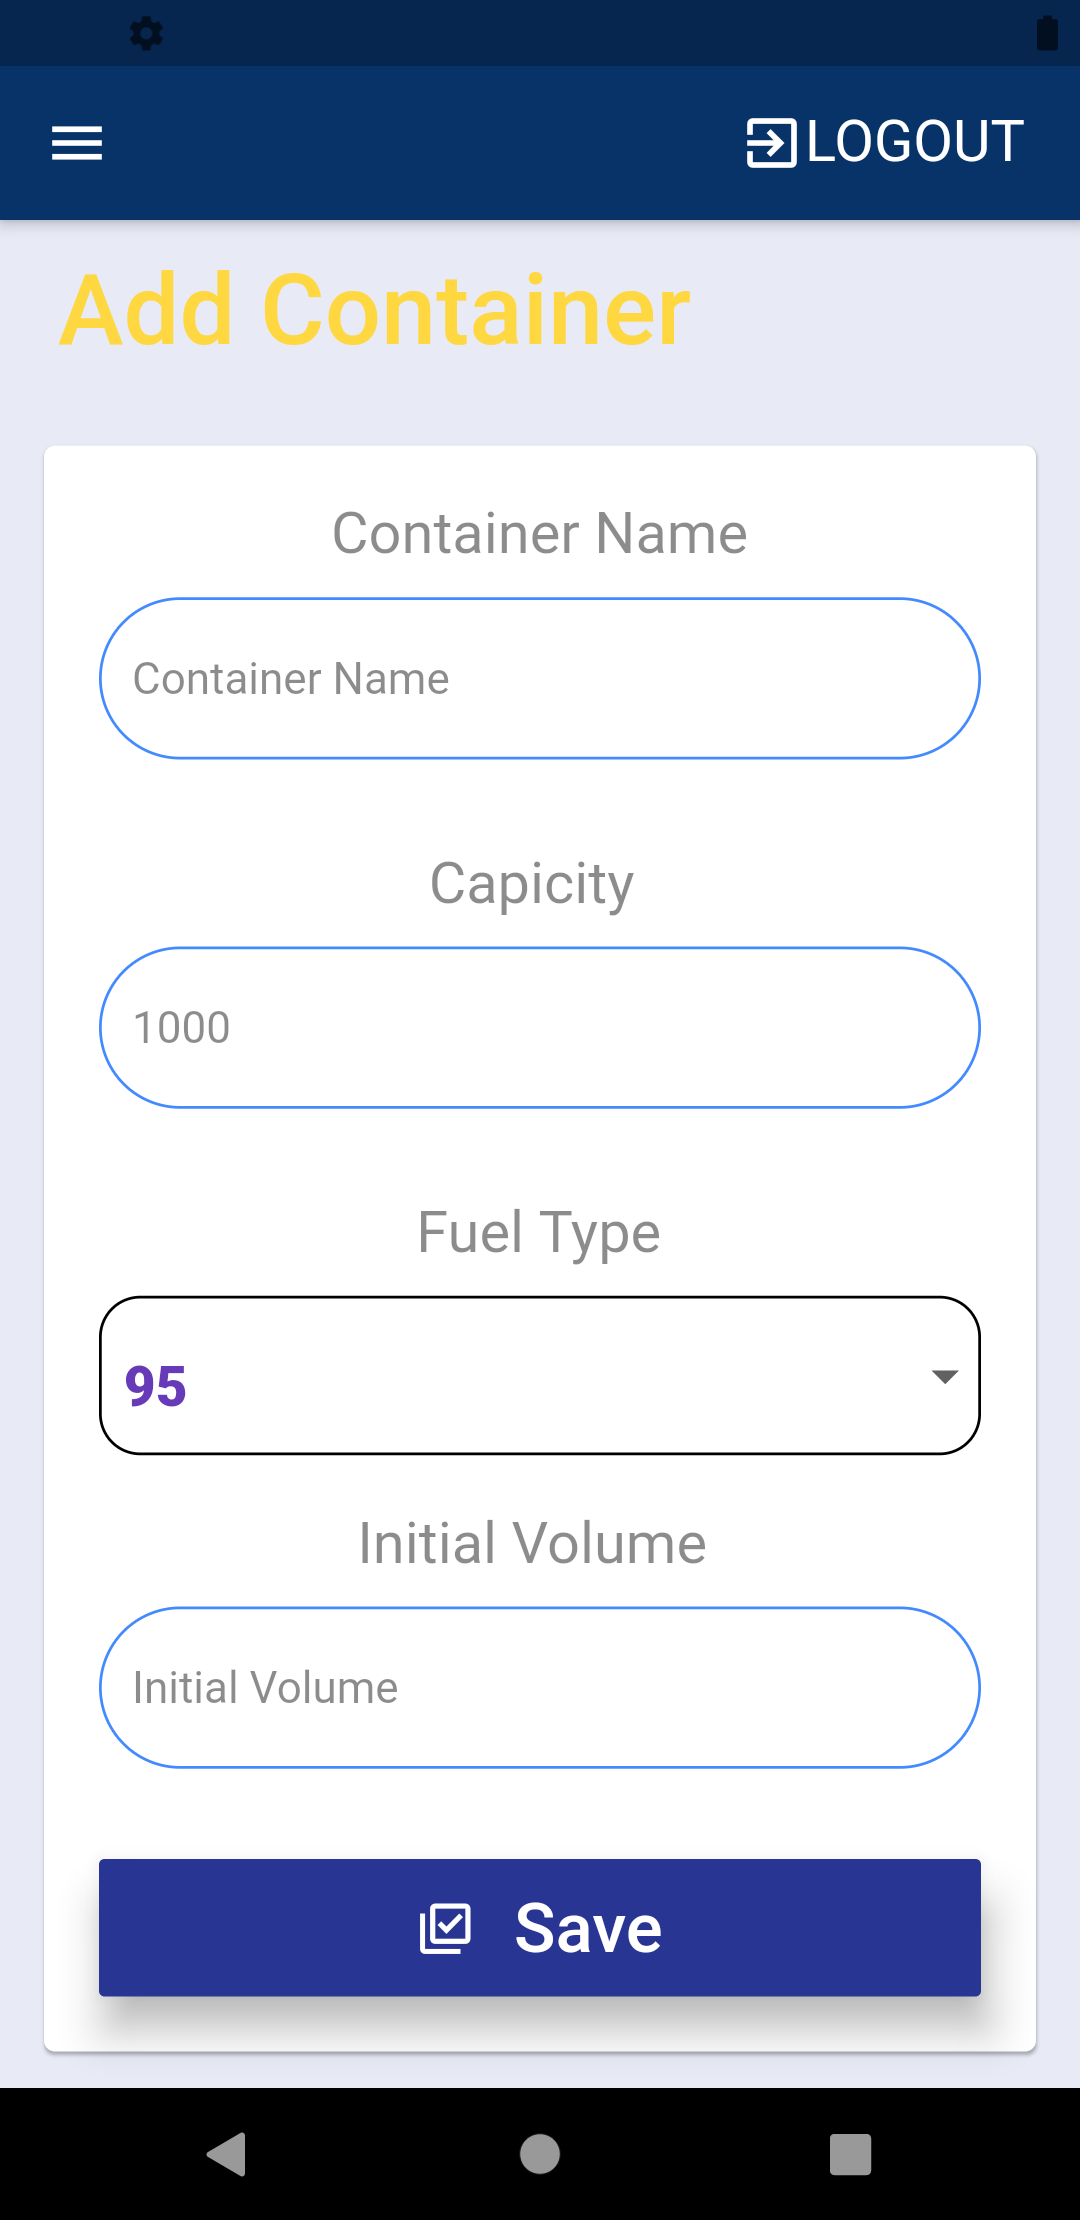 LOGOUT
Add Container
Container Name
Container Name
Capicity
1000
Fuel Type
95
Initial Volume
Initial Volume
Save